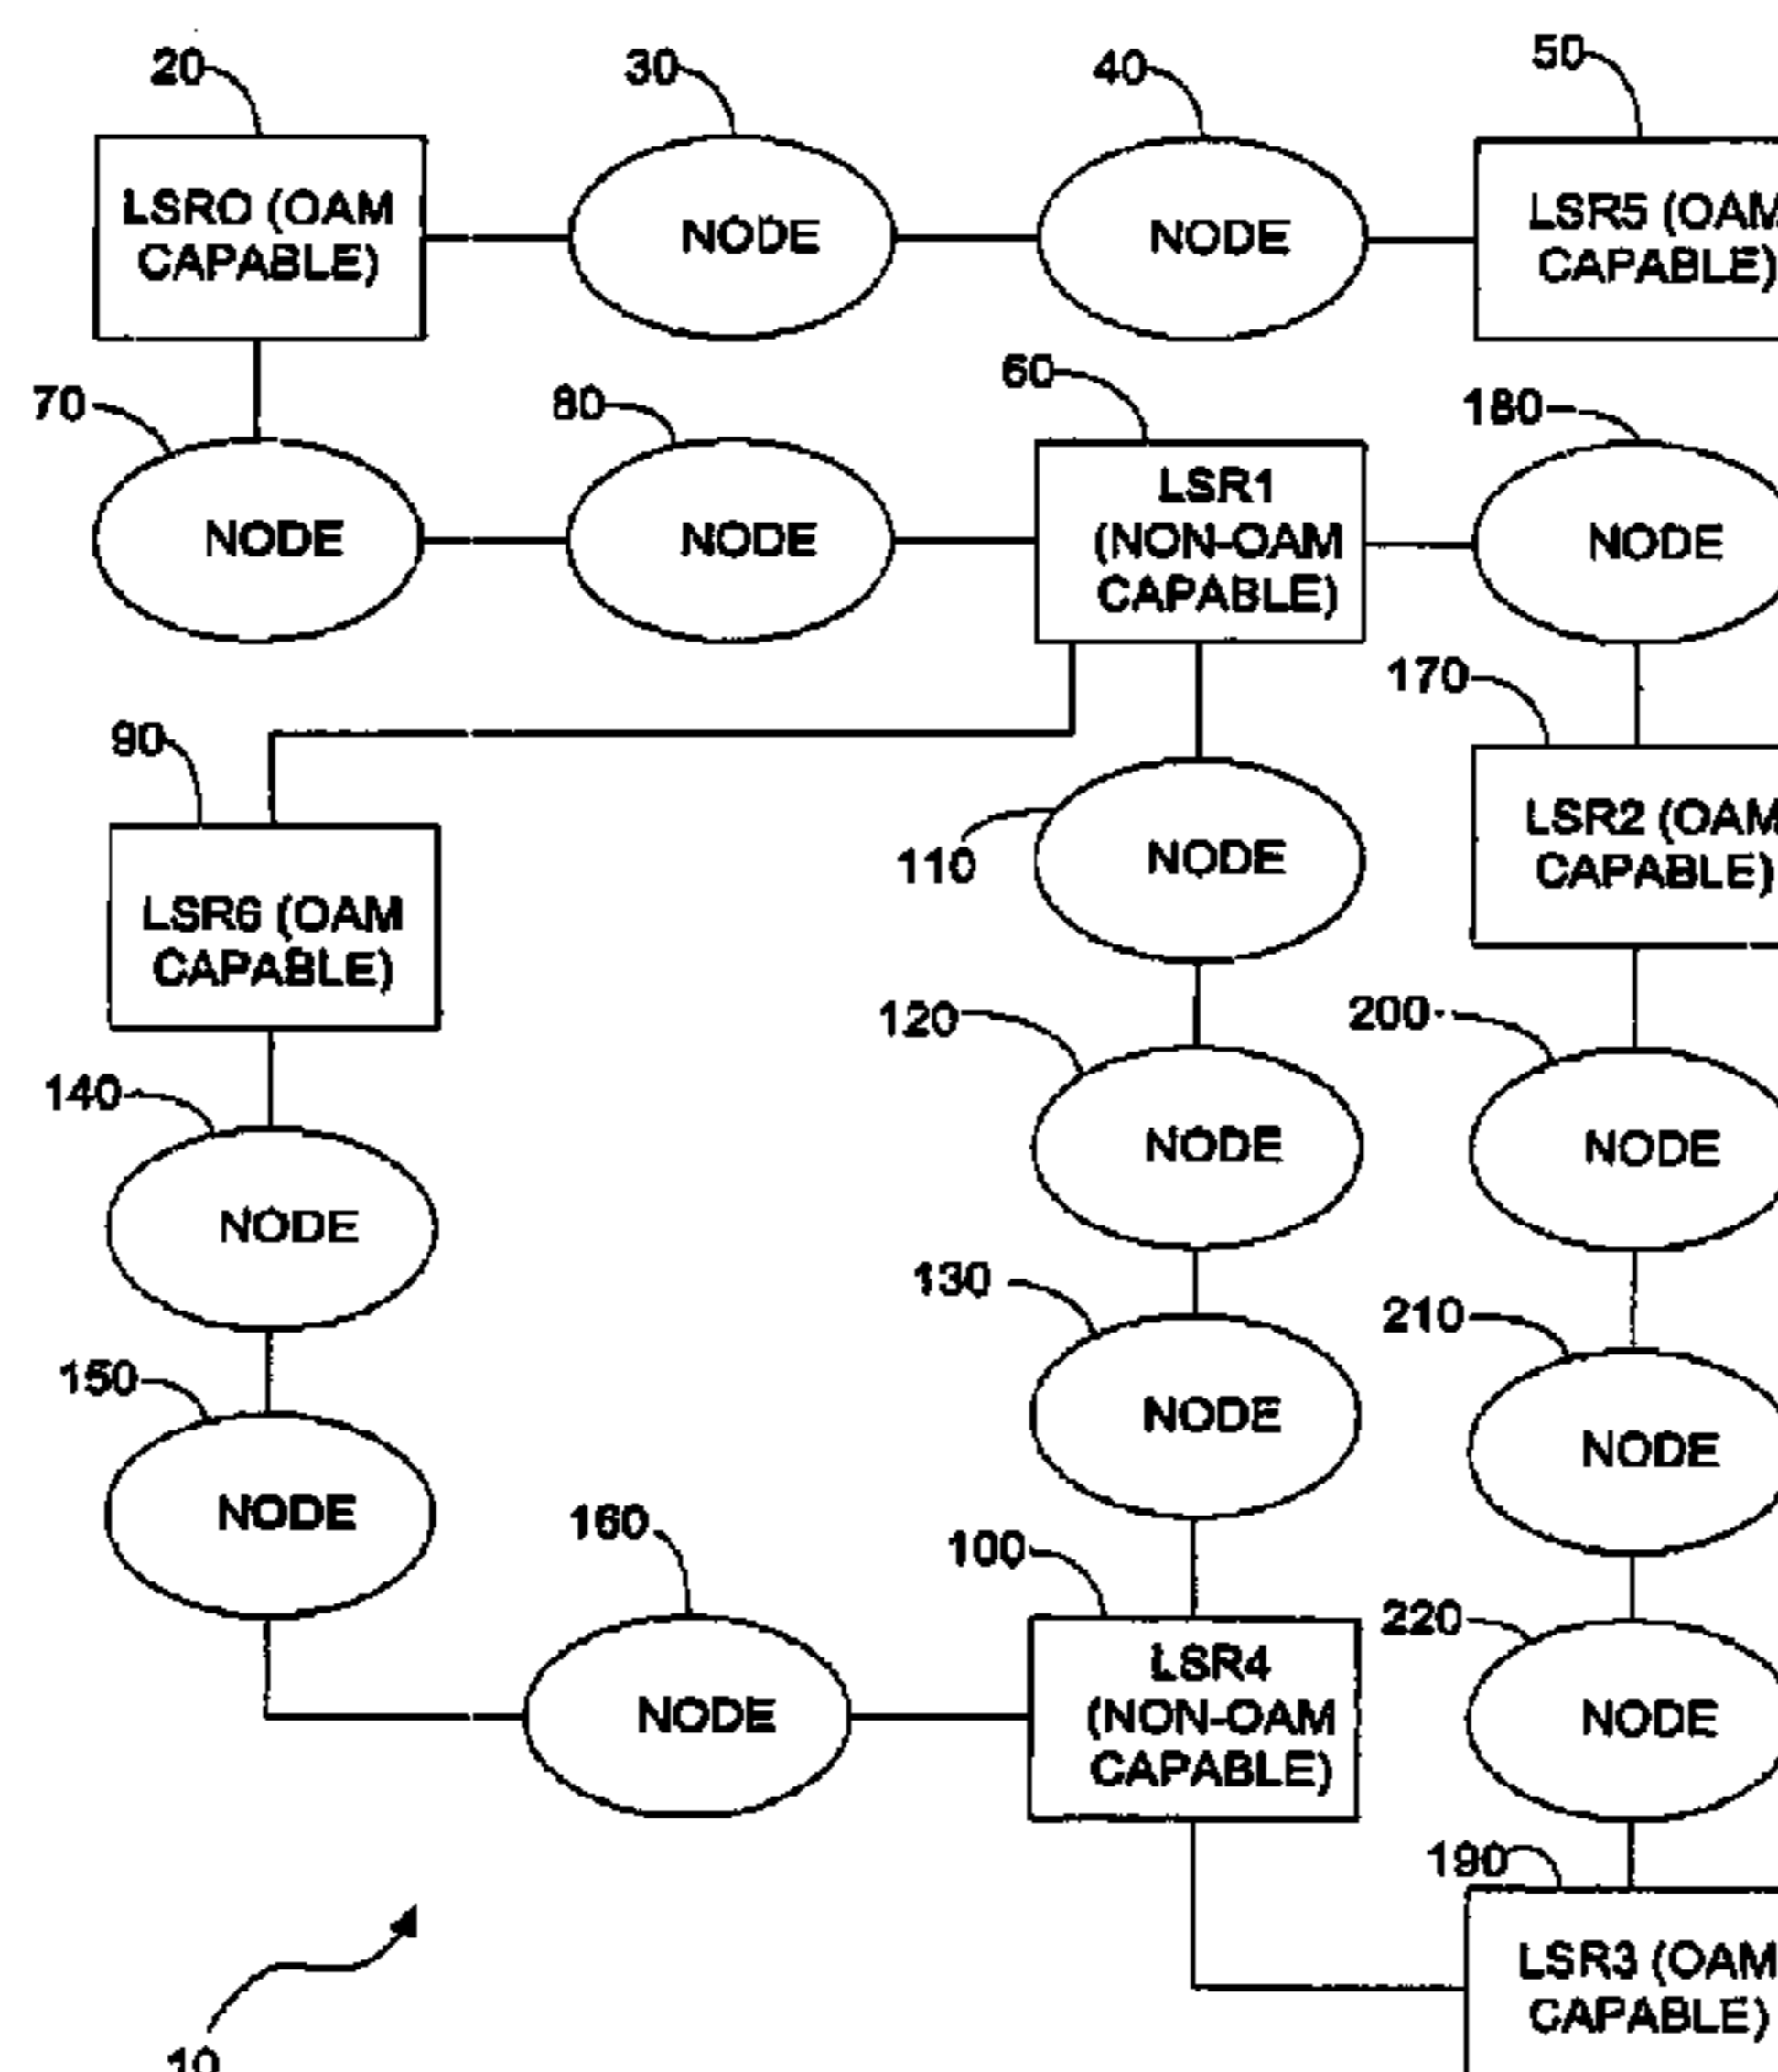 20
30
40
50
LSRO (OAM
CAPABLE)
NODE
NODE
LSR5 (OAM
CAPABLE)
70
80
60
180
NODE
NODE
LSR1
(NON-OAM
CAPABLE)
NODE
90
170
LSR6 (OAM
CAPABLE)
110
NODE
LSR2 (OAM
CAPABLE)
140
120
200
NODE
NODE
NODE
150
130
210
NODE
NODE
NODE
160
100
220
NODE
LSR4
(NON-OAM
CAPABLE)
NODE
190
LSR3 (OAM
CAPABLE)
10